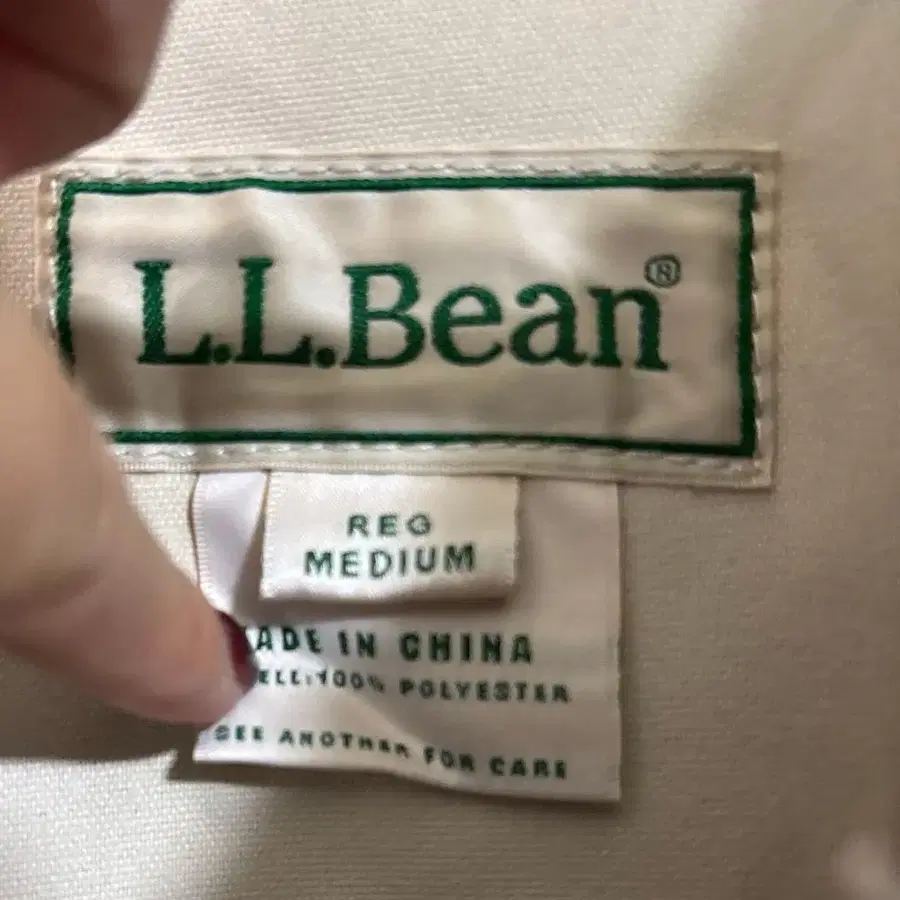 L.L.Bean®
REG
MEDIUM
ADE IN CHINA
ELL:100% POLYESTER
SEE ANOTHER FOR CARE